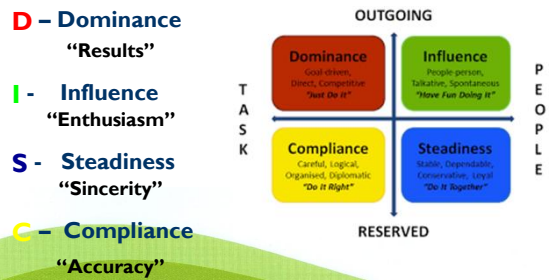 D – Dominance
“Results”
I - Influence
“Enthusiasm”
S - Steadiness
“Sincerity”
C – Compliance
“Accuracy”
OUTGOING
TASK
PEOPLE
Dominance
Goal-driven,
Direct, Competitive
"Just Do It"
Influence
People-person,
Talkative, Spontaneous
"Have Fun Doing It"
Compliance
Careful, Logical,
Organised, Diplomatic
"Do It Right"
Steadiness
Stable, Dependable,
Conservative, Loyal
"Do It Together"
RESERVED